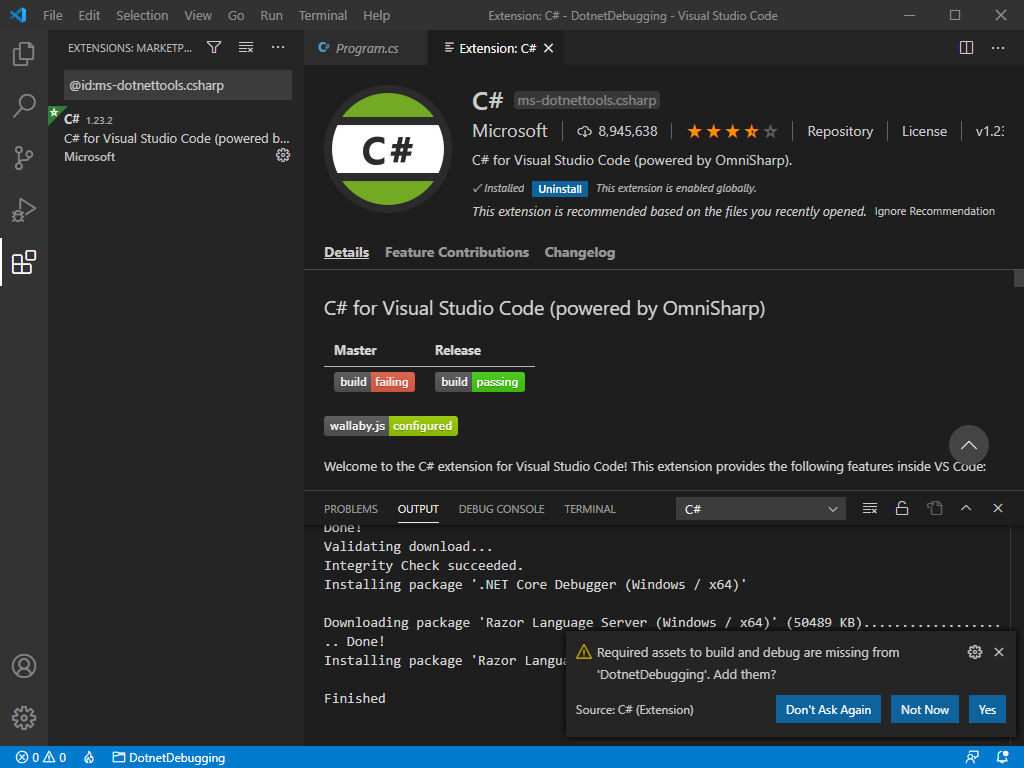 File Edit Selection View Go Run Terminal Help
Extension: C# - DotnetDebugging - Visual Studio Code
EXTENSIONS: MARKETP...
@id:ms-dotnettools.csharp
C# 1.23.2
C# for Visual Studio Code (powered b...
Microsoft
C# Program.cs
Extension: C#
C#
C# ms-dotnettools.csharp
Microsoft 8,945,638 Repository License v1.23
C# for Visual Studio Code (powered by OmniSharp).
✓Installed Uninstall This extension is enabled globally.
This extension is recommended based on the files you recently opened. Ignore Recommendation
Details Feature Contributions Changelog
C# for Visual Studio Code (powered by OmniSharp)
Master Release
build failing build passing
wallaby.js configured
Welcome to the C# extension for Visual Studio Code! This extension provides the following features inside VS Code:
PROBLEMS OUTPUT DEBUG CONSOLE TERMINAL C#
Done!
Validating download...
Integrity Check succeeded.
Installing package '.NET Core Debugger (Windows / x64)'
Downloading package 'Razor Language Server (Windows / x64)' (50489 KB)..................
.. Done!
Installing package 'Razor Langua
Finished
Required assets to build and debug are missing from
'DotnetDebugging'. Add them?
Source: C# (Extension) Don't Ask Again Not Now Yes
0 0 DotnetDebugging